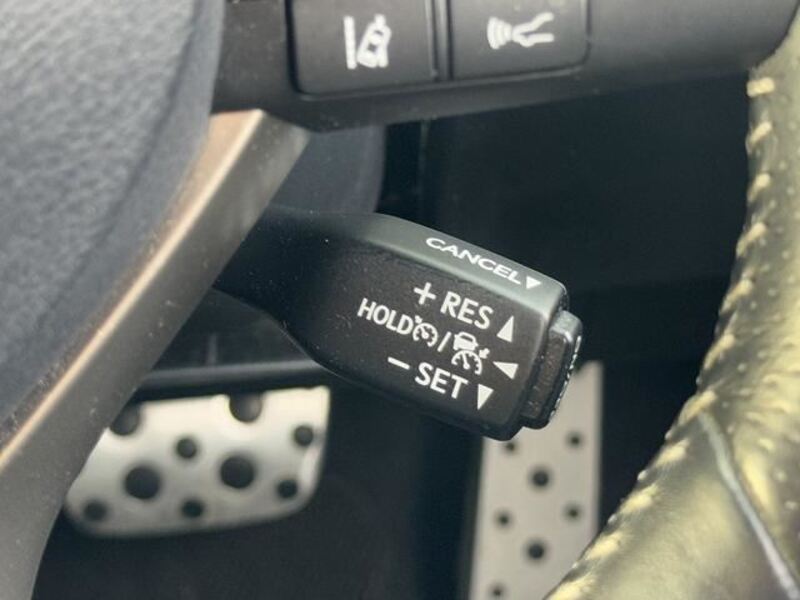 CANCEL▼
+ RES ▲
HOLD / ◀
− SET ▼